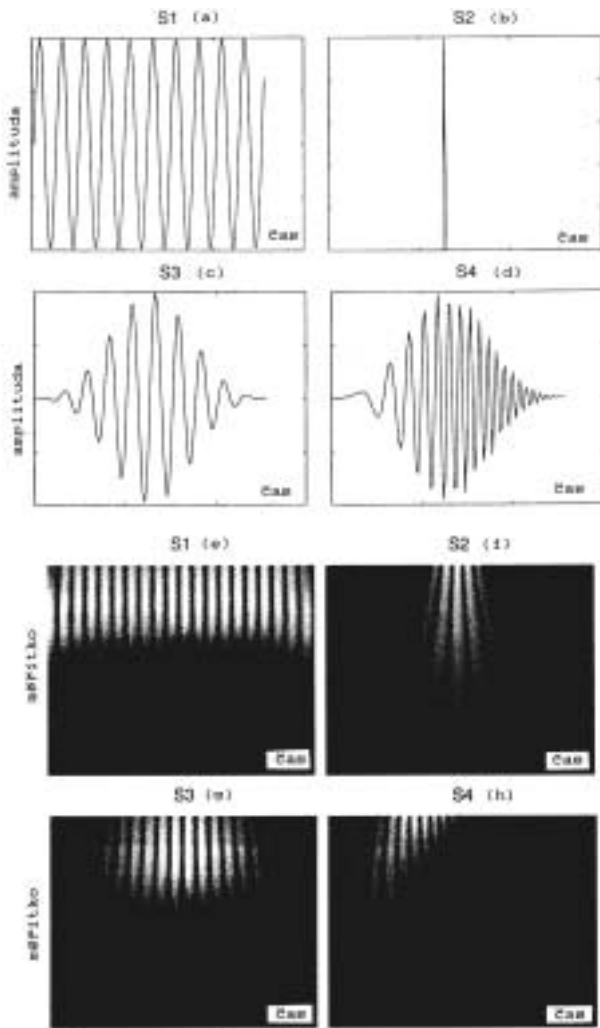 S1 (a)
S2 (b)
amplituda
čas
čas
S3 (c)
S4 (d)
amplituda
čas
čas
S1 (e)
S2 (f)
měřítko
čas
čas
S3 (g)
S4 (h)
měřítko
čas
čas